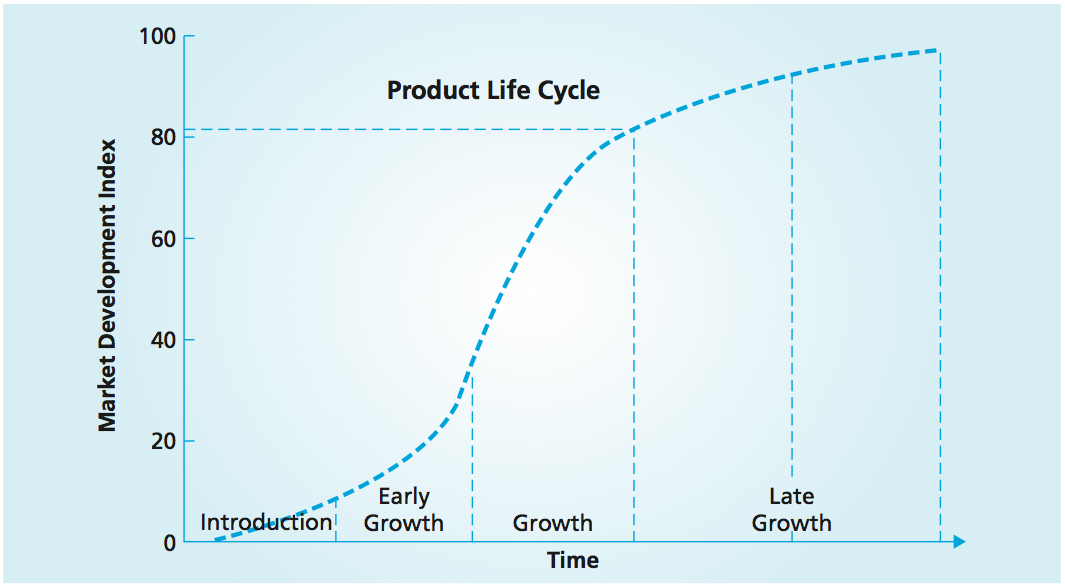 Product Life Cycle
Market Development Index
100
80
60
40
20
0
Introduction
Early
Growth
Growth
Late
Growth
Time